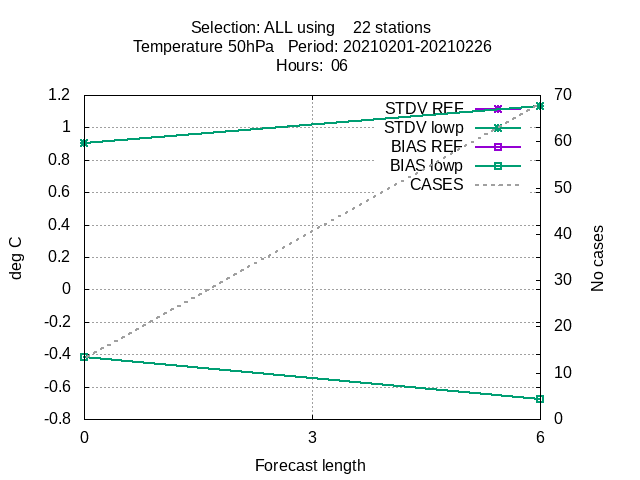 Selection: ALL using    22 stations
Temperature 50hPa   Period: 20210201-20210226
Hours:  06
1.2
1
0.8
0.6
0.4
0.2
0
-0.2
-0.4
-0.6
-0.8
deg C
STDV REF
STDV lowp
BIAS REF
BIAS lowp
CASES
70
60
50
40
30
20
10
0
No cases
0 3 6
Forecast length